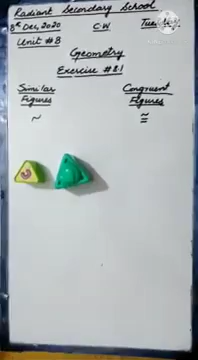 Radiant Secondary School
8th Dec, 2020 C.W Tuesday
Unit #8
Geometry
Exercise #8.1
Similar Figures
~
Congruent Figures
≅